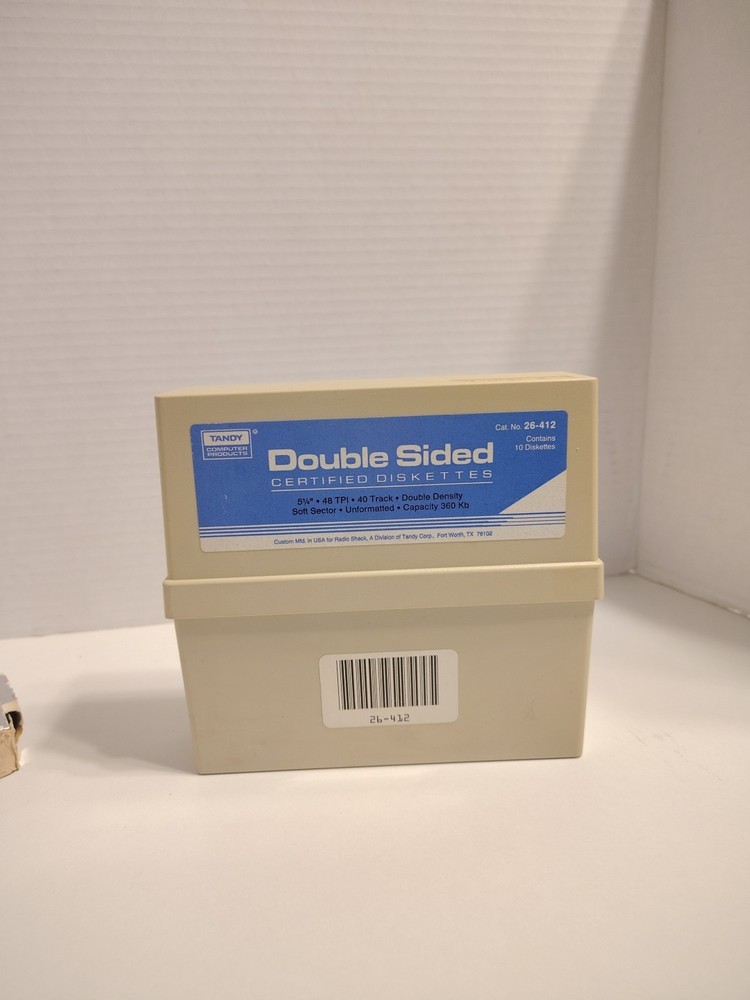 TANDY
COMPUTER
PRODUCTS
®
Cat. No. 26-412
Contains
10 Diskettes
Double Sided
CERTIFIED DISKETTES
5¼" • 48 TPI • 40 Track • Double Density
Soft Sector • Unformatted • Capacity 360 Kb
Custom Mfd. in USA for Radio Shack, A Division of Tandy Corp., Fort Worth, TX 76102
26-412